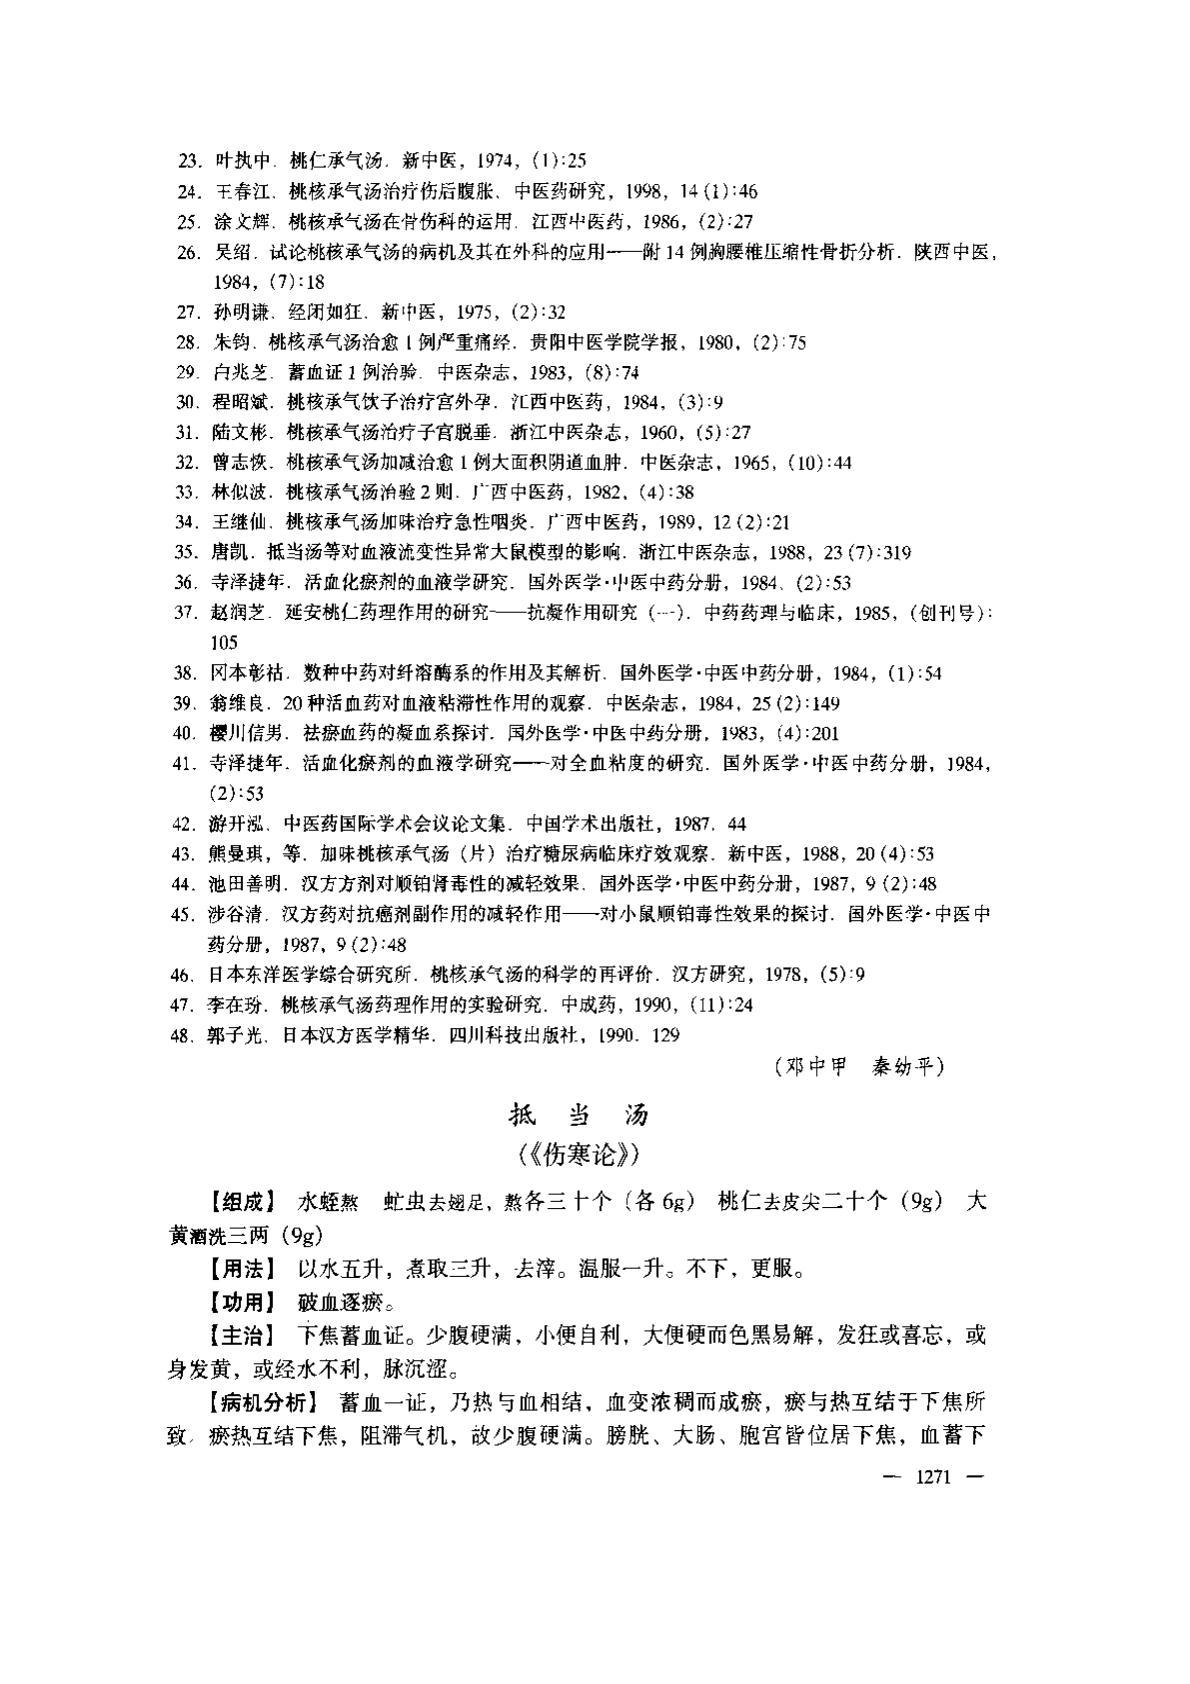 23. 叶执中. 桃仁承气汤. 新中医, 1974, (1):25
24. 王春江. 桃核承气汤治疗伤后腹胀. 中医药研究, 1998, 14 (1):46
25. 涂文辉. 桃核承气汤在骨伤科的运用. 江西中医药, 1986, (2):27
26. 吴绍. 试论桃核承气汤的病机及其在外科的应用——附 14 例胸腰椎压缩性骨折分析. 陕西中医,
1984, (7):18
27. 孙明谦. 经闭如狂. 新中医, 1975, (2):32
28. 朱钧. 桃核承气汤治愈 1 例严重痛经. 贵阳中医学院学报, 1980, (2):75
29. 白兆芝. 蓄血证 1 例治验. 中医杂志, 1983, (8):74
30. 程昭斌. 桃核承气饮子治疗宫外孕. 江西中医药, 1984, (3):9
31. 陆文彬. 桃核承气汤治疗子宫脱垂. 浙江中医杂志, 1960, (5):27
32. 曾志恢. 桃核承气汤加减治愈 1 例大面积阴道血肿. 中医杂志, 1965, (10):44
33. 林似波. 桃核承气汤治验 2 则. 广西中医药, 1982, (4):38
34. 王继仙. 桃核承气汤加味治疗急性咽炎. 广西中医药, 1989, 12 (2):21
35. 唐凯. 抵当汤等对血液流变性异常大鼠模型的影响. 浙江中医杂志, 1988, 23 (7):319
36. 寺泽捷年. 活血化瘀剂的血液学研究. 国外医学·中医中药分册, 1984, (2):53
37. 赵润芝. 延安桃仁药理作用的研究——抗凝作用研究 (一). 中药药理与临床, 1985, (创刊号):
105
38. 冈本彰祜. 数种中药对纤溶酶系的作用及其解析. 国外医学·中医中药分册, 1984, (1):54
39. 翁维良. 20 种活血药对血液粘滞性作用的观察. 中医杂志, 1984, 25 (2):149
40. 樱川信男. 祛瘀血药的凝血系探讨. 国外医学·中医中药分册, 1983, (4):201
41. 寺泽捷年. 活血化瘀剂的血液学研究——对全血粘度的研究. 国外医学·中医中药分册, 1984,
(2):53
42. 游开泓. 中医药国际学术会议论文集. 中国学术出版社, 1987. 44
43. 熊曼琪, 等. 加味桃核承气汤 (片) 治疗糖尿病临床疗效观察. 新中医, 1988, 20 (4):53
44. 池田善明. 汉方方剂对顺铂肾毒性的减轻效果. 国外医学·中医中药分册, 1987, 9 (2):48
45. 涉谷清. 汉方药对抗癌剂副作用的减轻作用——对小鼠顺铂毒性效果的探讨. 国外医学·中医中
药分册, 1987, 9 (2):48
46. 日本东洋医学综合研究所. 桃核承气汤的科学的再评价. 汉方研究, 1978, (5):9
47. 李在玢. 桃核承气汤药理作用的实验研究. 中成药, 1990, (11):24
48. 郭子光. 日本汉方医学精华. 四川科技出版社, 1990. 129
(邓中甲 秦幼平)
抵 当 汤
(《伤寒论》)
【组成】 水蛭熬 虻虫去翅足, 熬各三十个 (各 6g) 桃仁去皮尖二十个 (9g) 大
黄酒洗三两 (9g)
【用法】 以水五升, 煮取三升, 去滓。温服一升。不下, 更服。
【功用】 破血逐瘀。
【主治】 下焦蓄血证。少腹硬满, 小便自利, 大便硬而色黑易解, 发狂或喜忘, 或
身发黄, 或经水不利, 脉沉涩。
【病机分析】 蓄血一证, 乃热与血相结, 血变浓稠而成瘀, 瘀与热互结于下焦所
致. 瘀热互结下焦, 阻滞气机, 故少腹硬满。膀胱、大肠、胞宫皆位居下焦, 血蓄下
— 1271 —